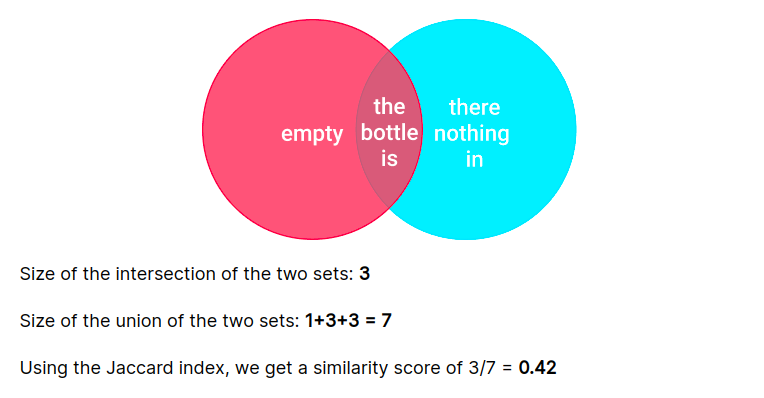 empty
the
bottle
is
there
nothing
in
Size of the intersection of the two sets: 3
Size of the union of the two sets: 1+3+3 = 7
Using the Jaccard index, we get a similarity score of 3/7 = 0.42